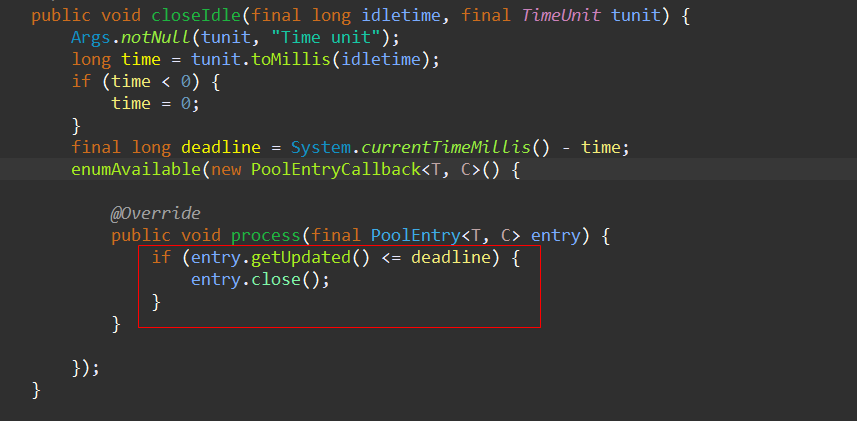 public void closeIdle(final long idletime, final TimeUnit tunit) {
Args.notNull(tunit, "Time unit");
long time = tunit.toMillis(idletime);
if (time < 0) {
time = 0;
}
final long deadline = System.currentTimeMillis() - time;
enumAvailable(new PoolEntryCallback<T, C>() {
@Override
public void process(final PoolEntry<T, C> entry) {
if (entry.getUpdated() <= deadline) {
entry.close();
}
}
});
}